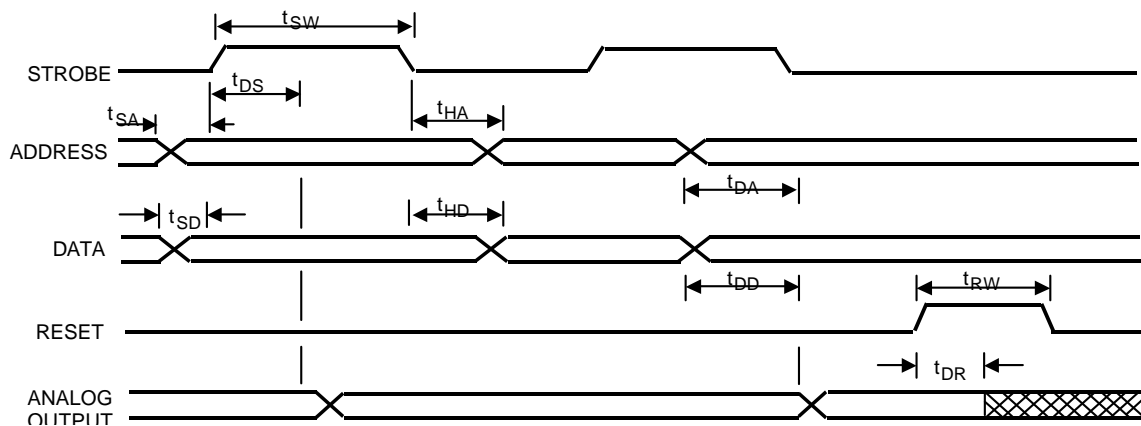 tSW
STROBE
tDS
tSA
tHA
ADDRESS
tDA
tSD
tHD
DATA
tDD
tRW
RESET
tDR
ANALOG
OUTPUT